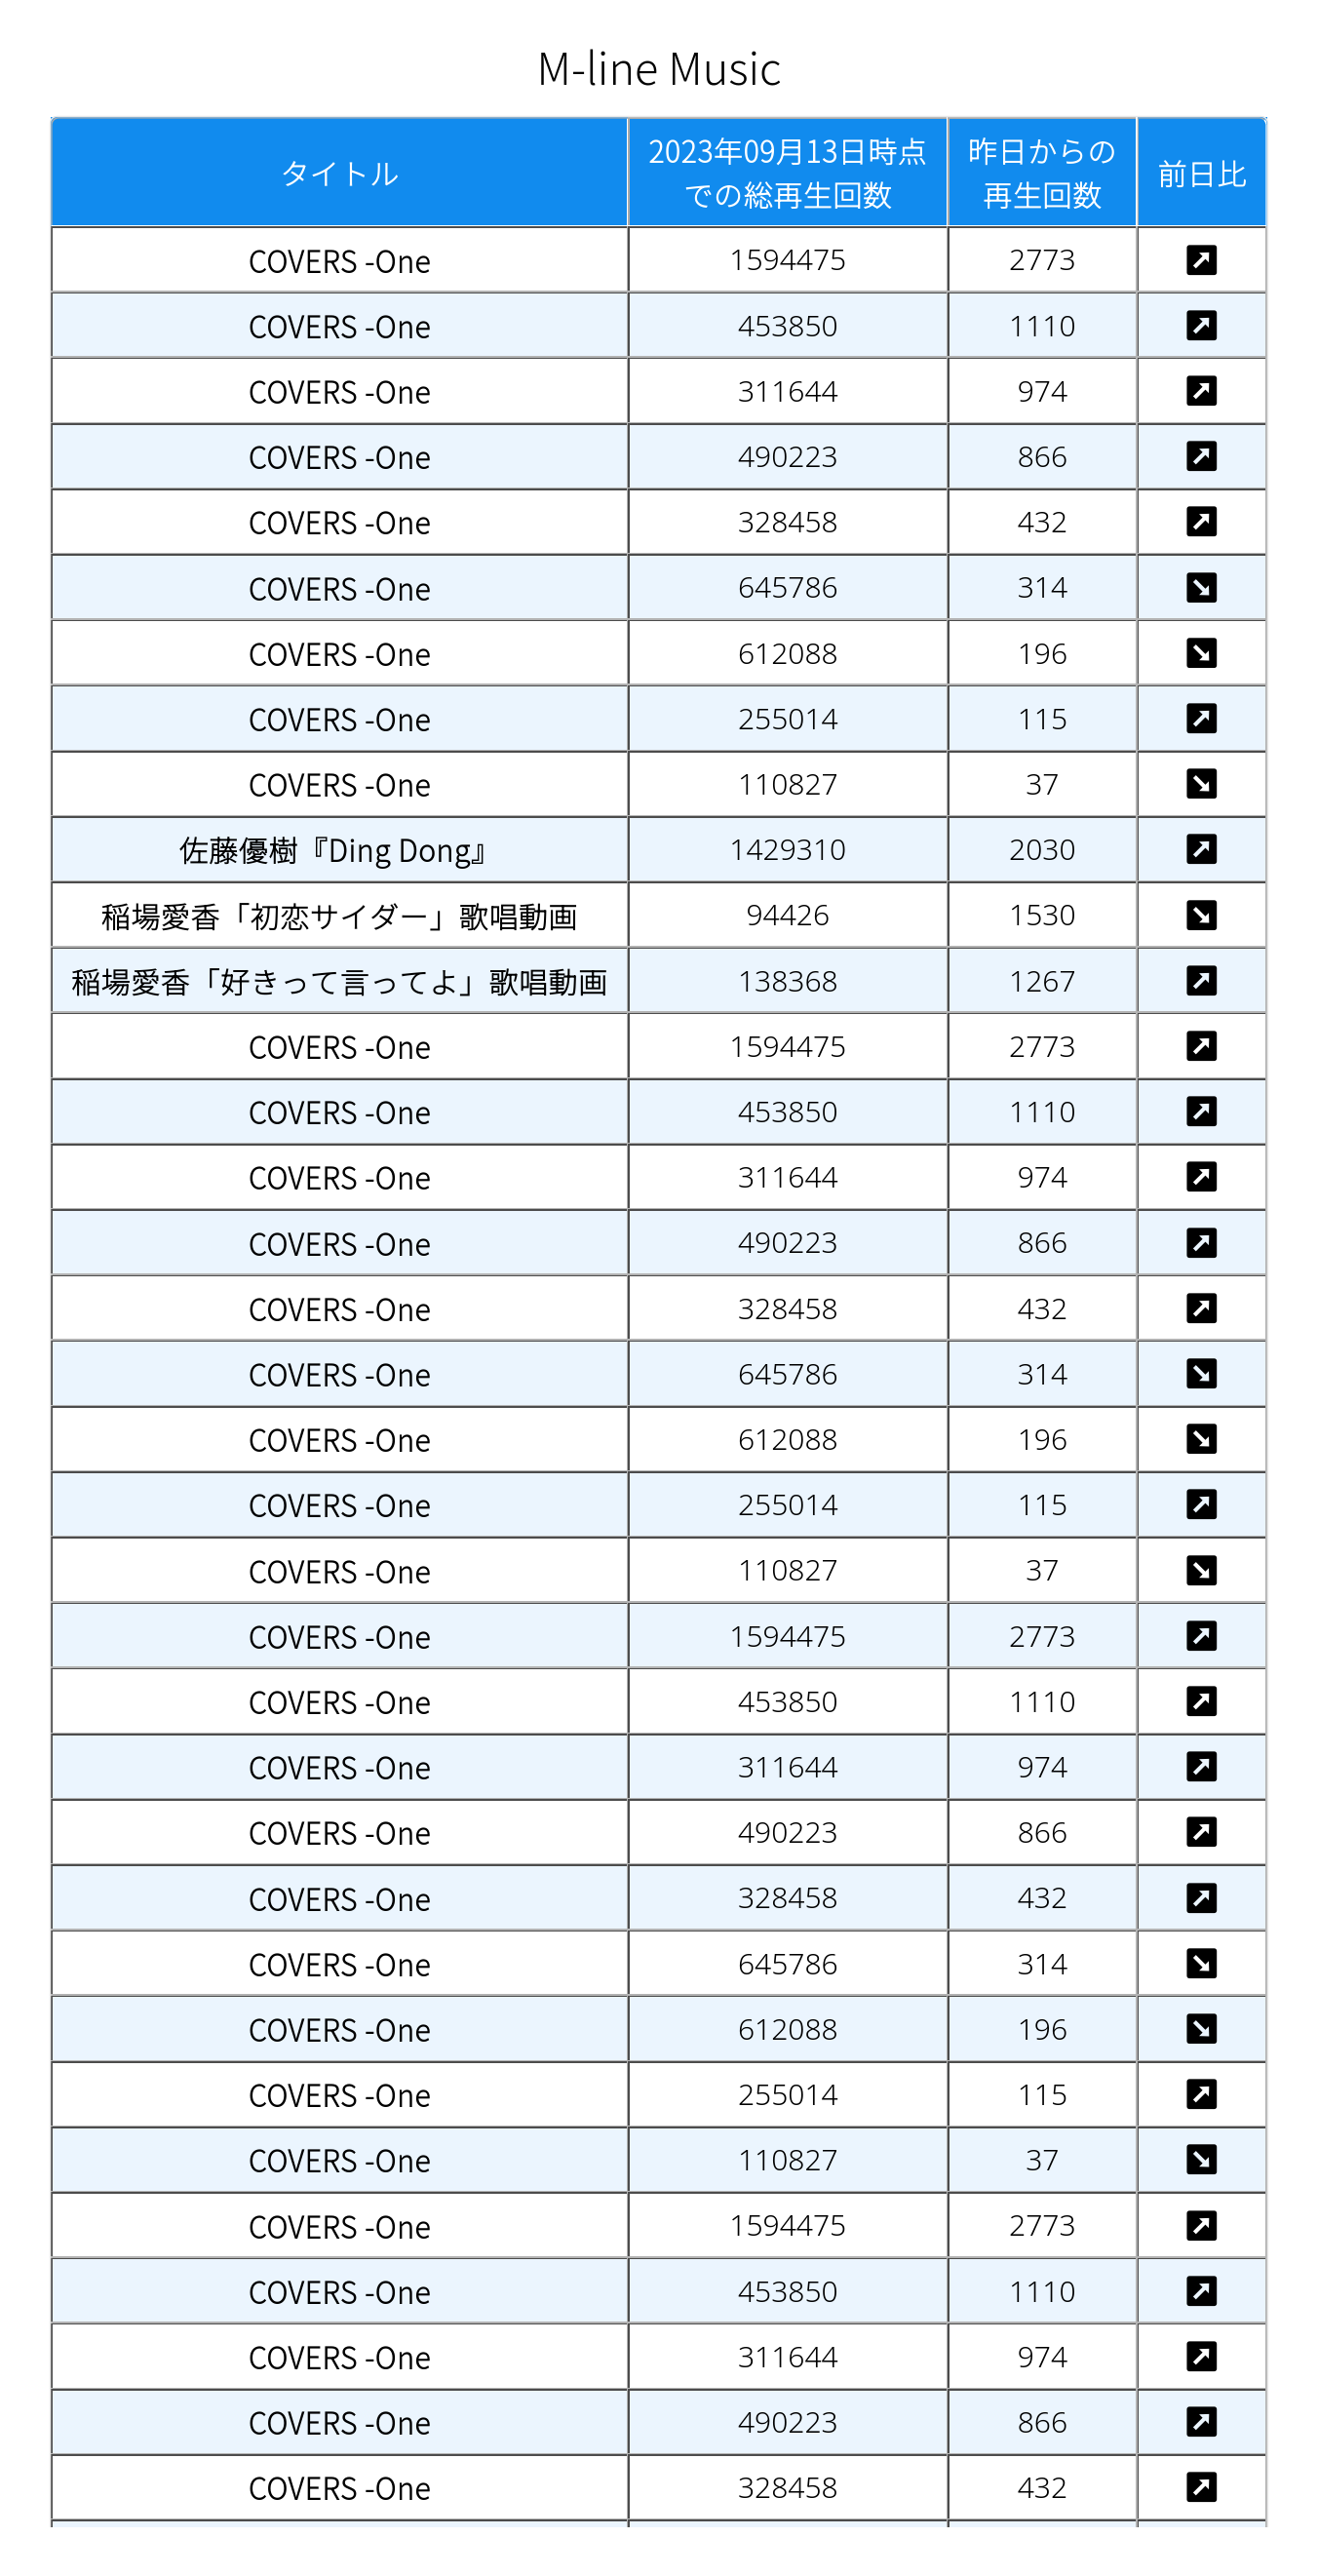 M-line Music
タイトル 2023年09月13日時点での総再生回数 昨日からの再生回数 前日比
COVERS -One 1594475 2773 ↗
COVERS -One 453850 1110 ↗
COVERS -One 311644 974 ↗
COVERS -One 490223 866 ↗
COVERS -One 328458 432 ↗
COVERS -One 645786 314 ↘
COVERS -One 612088 196 ↘
COVERS -One 255014 115 ↗
COVERS -One 110827 37 ↘
佐藤優樹『Ding Dong』 1429310 2030 ↗
稲場愛香「初恋サイダー」歌唱動画 94426 1530 ↘
稲場愛香「好きって言ってよ」歌唱動画 138368 1267 ↗
COVERS -One 1594475 2773 ↗
COVERS -One 453850 1110 ↗
COVERS -One 311644 974 ↗
COVERS -One 490223 866 ↗
COVERS -One 328458 432 ↗
COVERS -One 645786 314 ↘
COVERS -One 612088 196 ↘
COVERS -One 255014 115 ↗
COVERS -One 110827 37 ↘
COVERS -One 1594475 2773 ↗
COVERS -One 453850 1110 ↗
COVERS -One 311644 974 ↗
COVERS -One 490223 866 ↗
COVERS -One 328458 432 ↗
COVERS -One 645786 314 ↘
COVERS -One 612088 196 ↘
COVERS -One 255014 115 ↗
COVERS -One 110827 37 ↘
COVERS -One 1594475 2773 ↗
COVERS -One 453850 1110 ↗
COVERS -One 311644 974 ↗
COVERS -One 490223 866 ↗
COVERS -One 328458 432 ↗